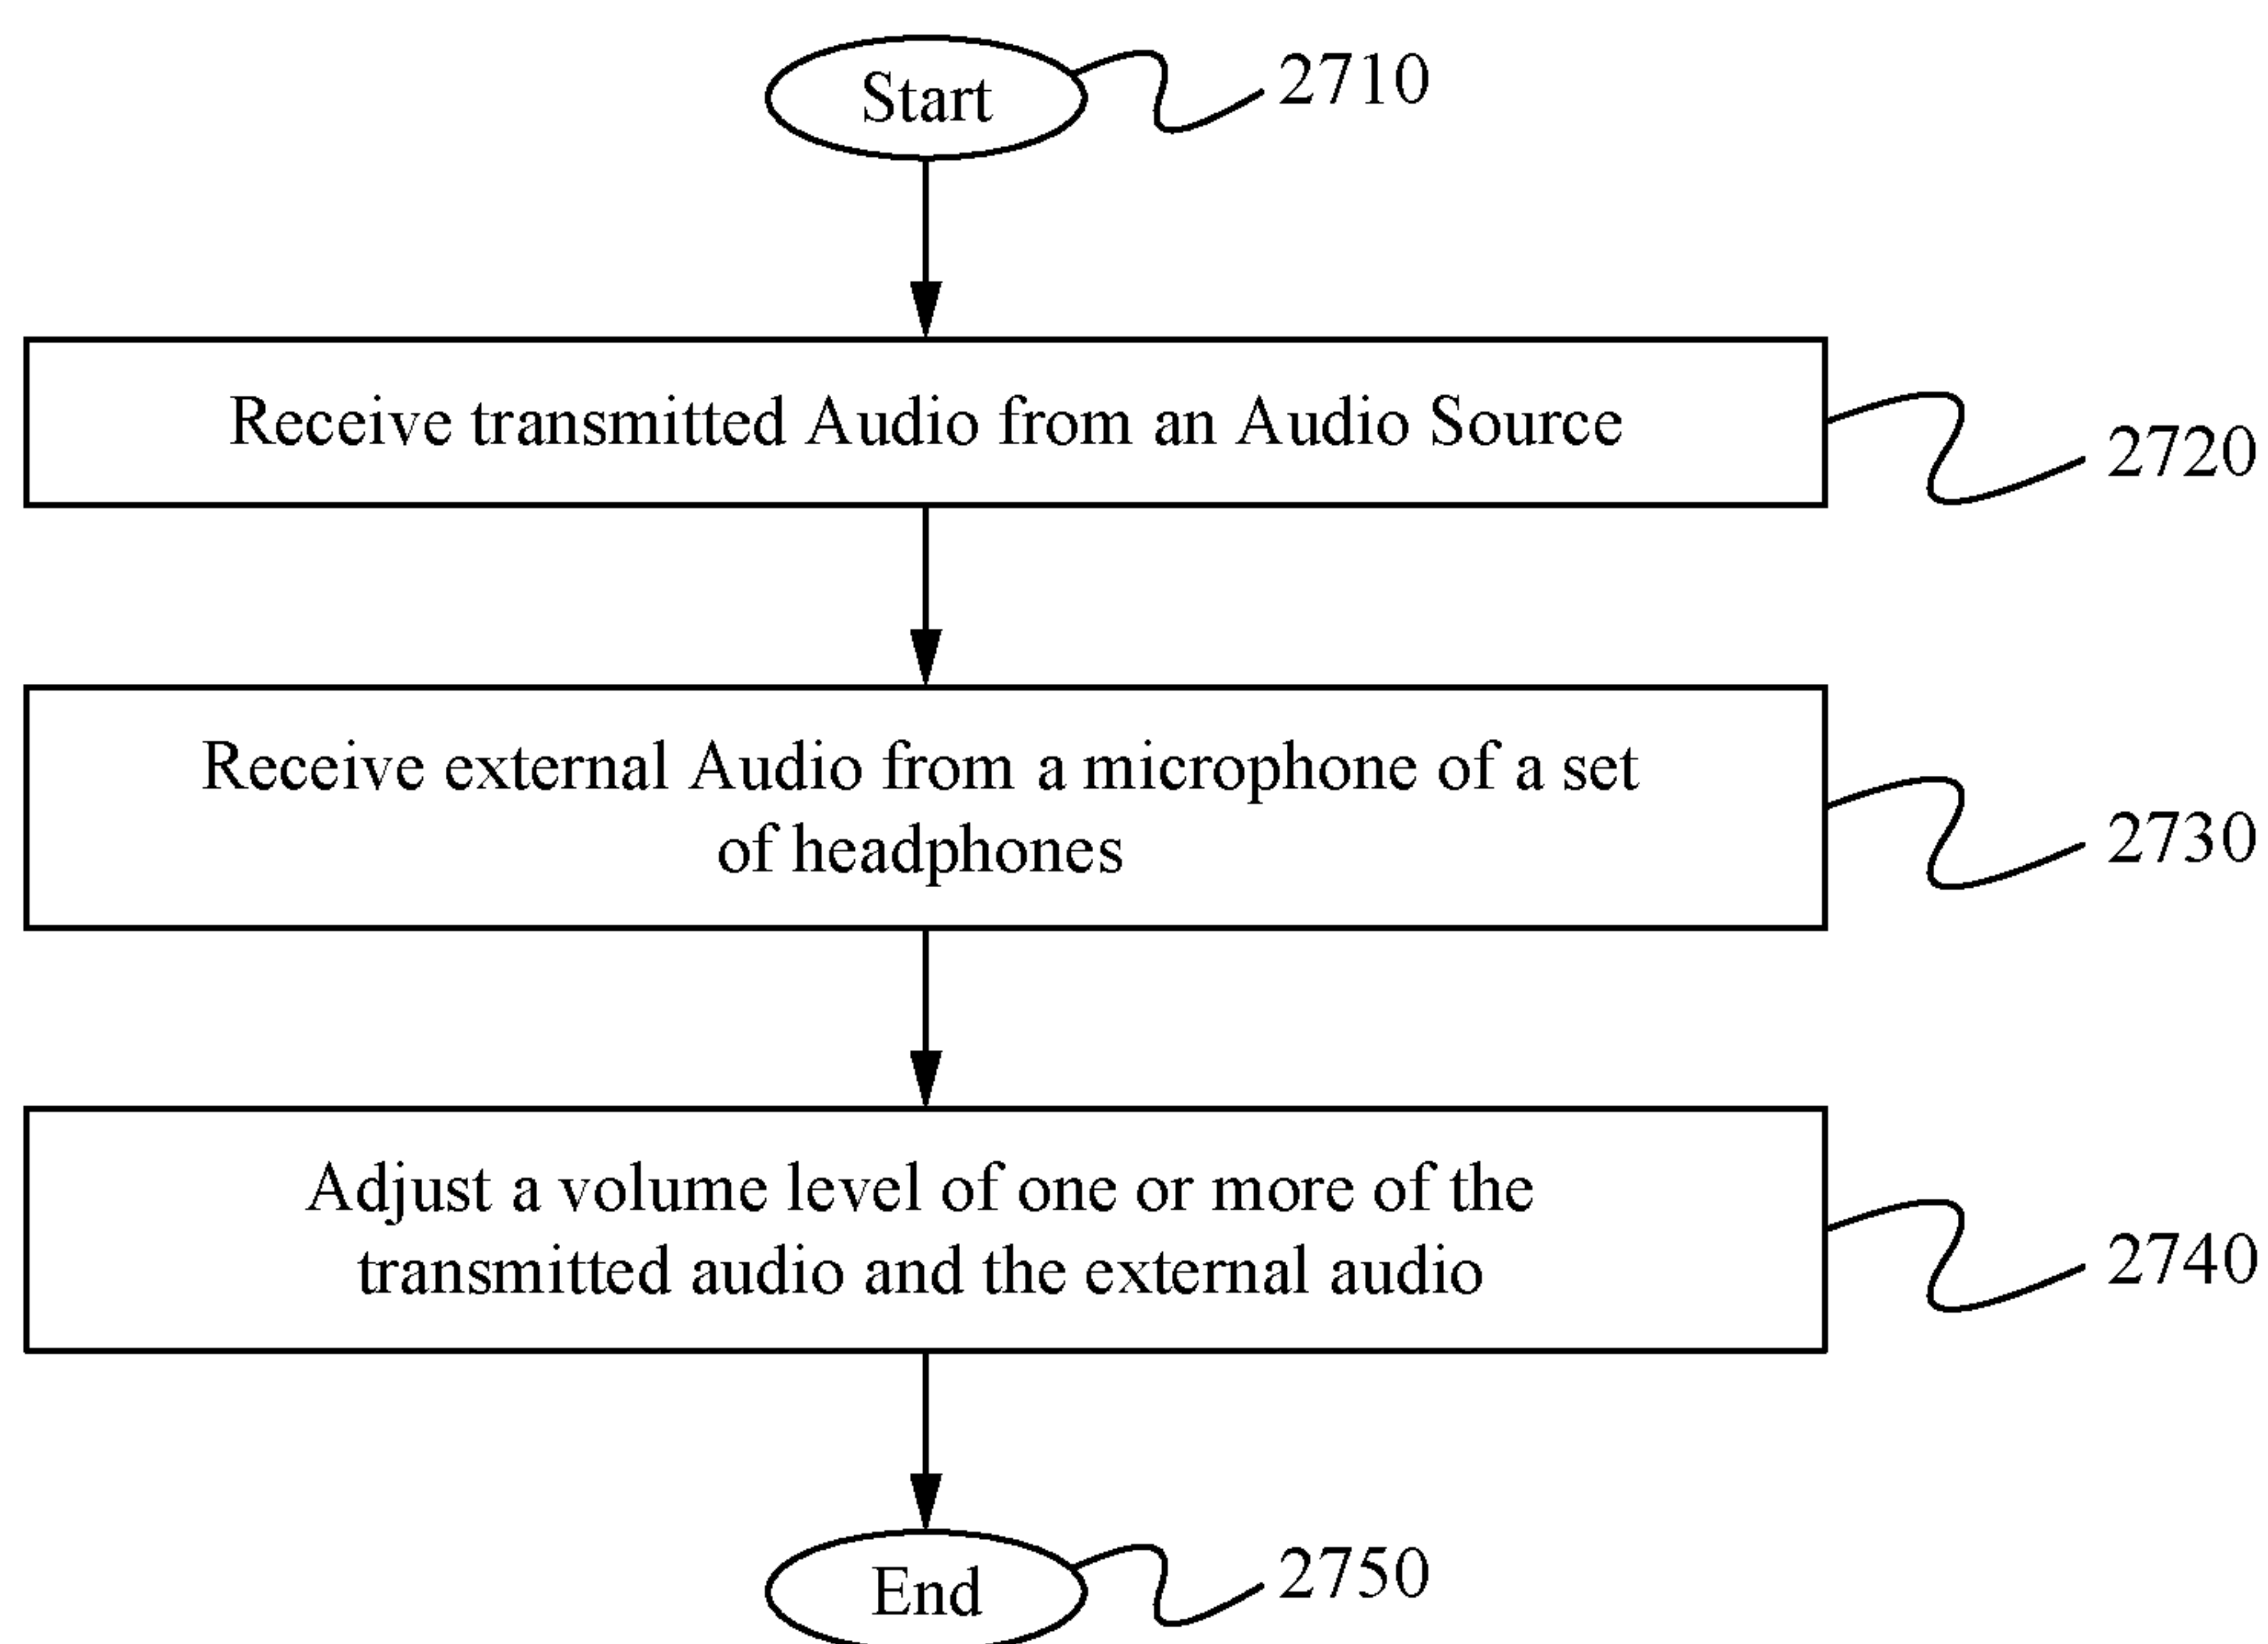 Start
2710
Receive transmitted Audio from an Audio Source
2720
Receive external Audio from a microphone of a set
of headphones
2730
Adjust a volume level of one or more of the
transmitted audio and the external audio
2740
End
2750